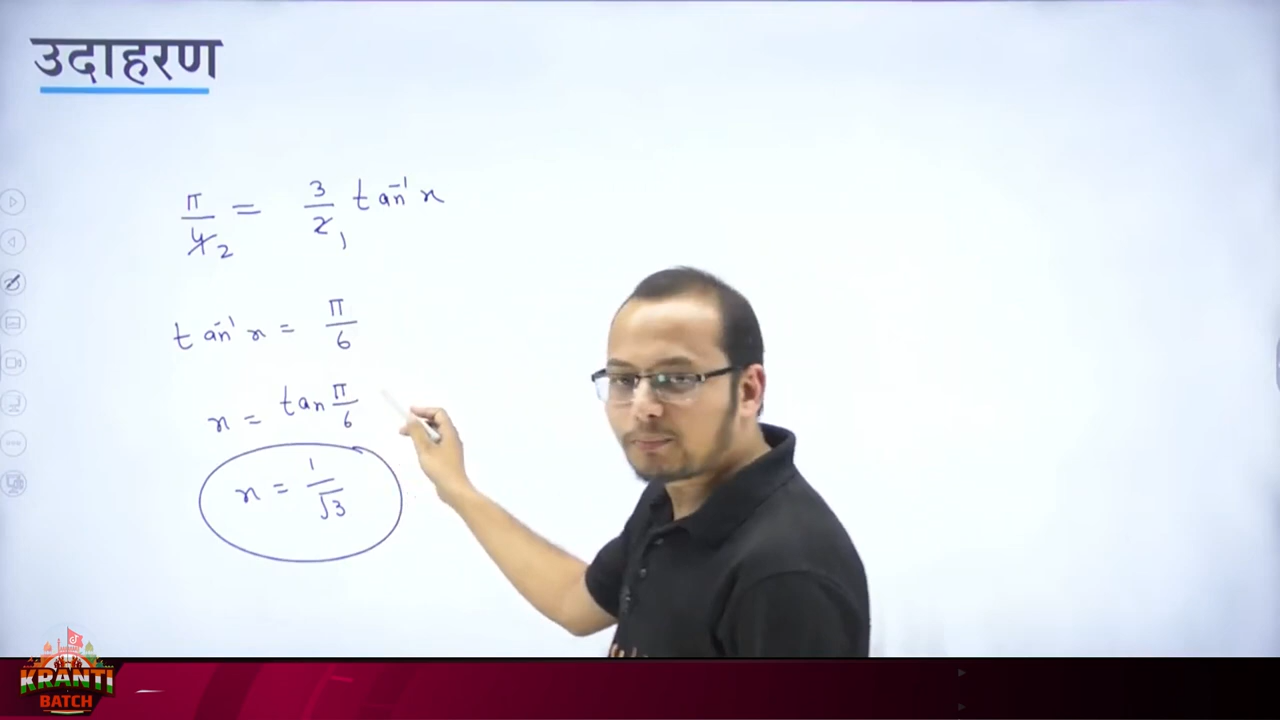 उदाहरण
π/4 2 = 3/2 1 tan⁻¹ x
tan⁻¹ x = π/6
x = tan π/6
x = 1/√3
KRANTI
BATCH